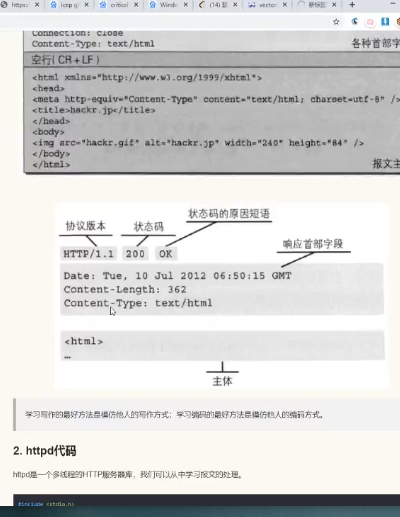 https:/
icep g
critical
Windo
(14) 超
vector
新标签
Connection: close
Content-Type: text/html
各种首部字
空行(CR+LF)
<html xmlns="http://www.w3.org/1999/xhtml">
<head>
<meta http-equiv="Content-Type" content="text/html; charset=utf-8" />
<title>hackr.jp</title>
</head>
<body>
<img src="hackr.gif" alt="hackr.jp" width="240" height="84" />
</body>
</html>
报文主
状态码的原因短语
协议版本 状态码
响应首部字段
HTTP/1.1 200 OK
Date: Tue, 10 Jul 2012 06:50:15 GMT
Content-Length: 362
Content-Type: text/html
<html>
…
主体
学习写作的最好方法是模仿他人的写作方式；学习编码的最好方法是模仿他人的编码方式。
2. httpd代码
httpd是一个多线程的HTTP服务器库，我们可以从中学习报文的处理。
#include <stdio.h>